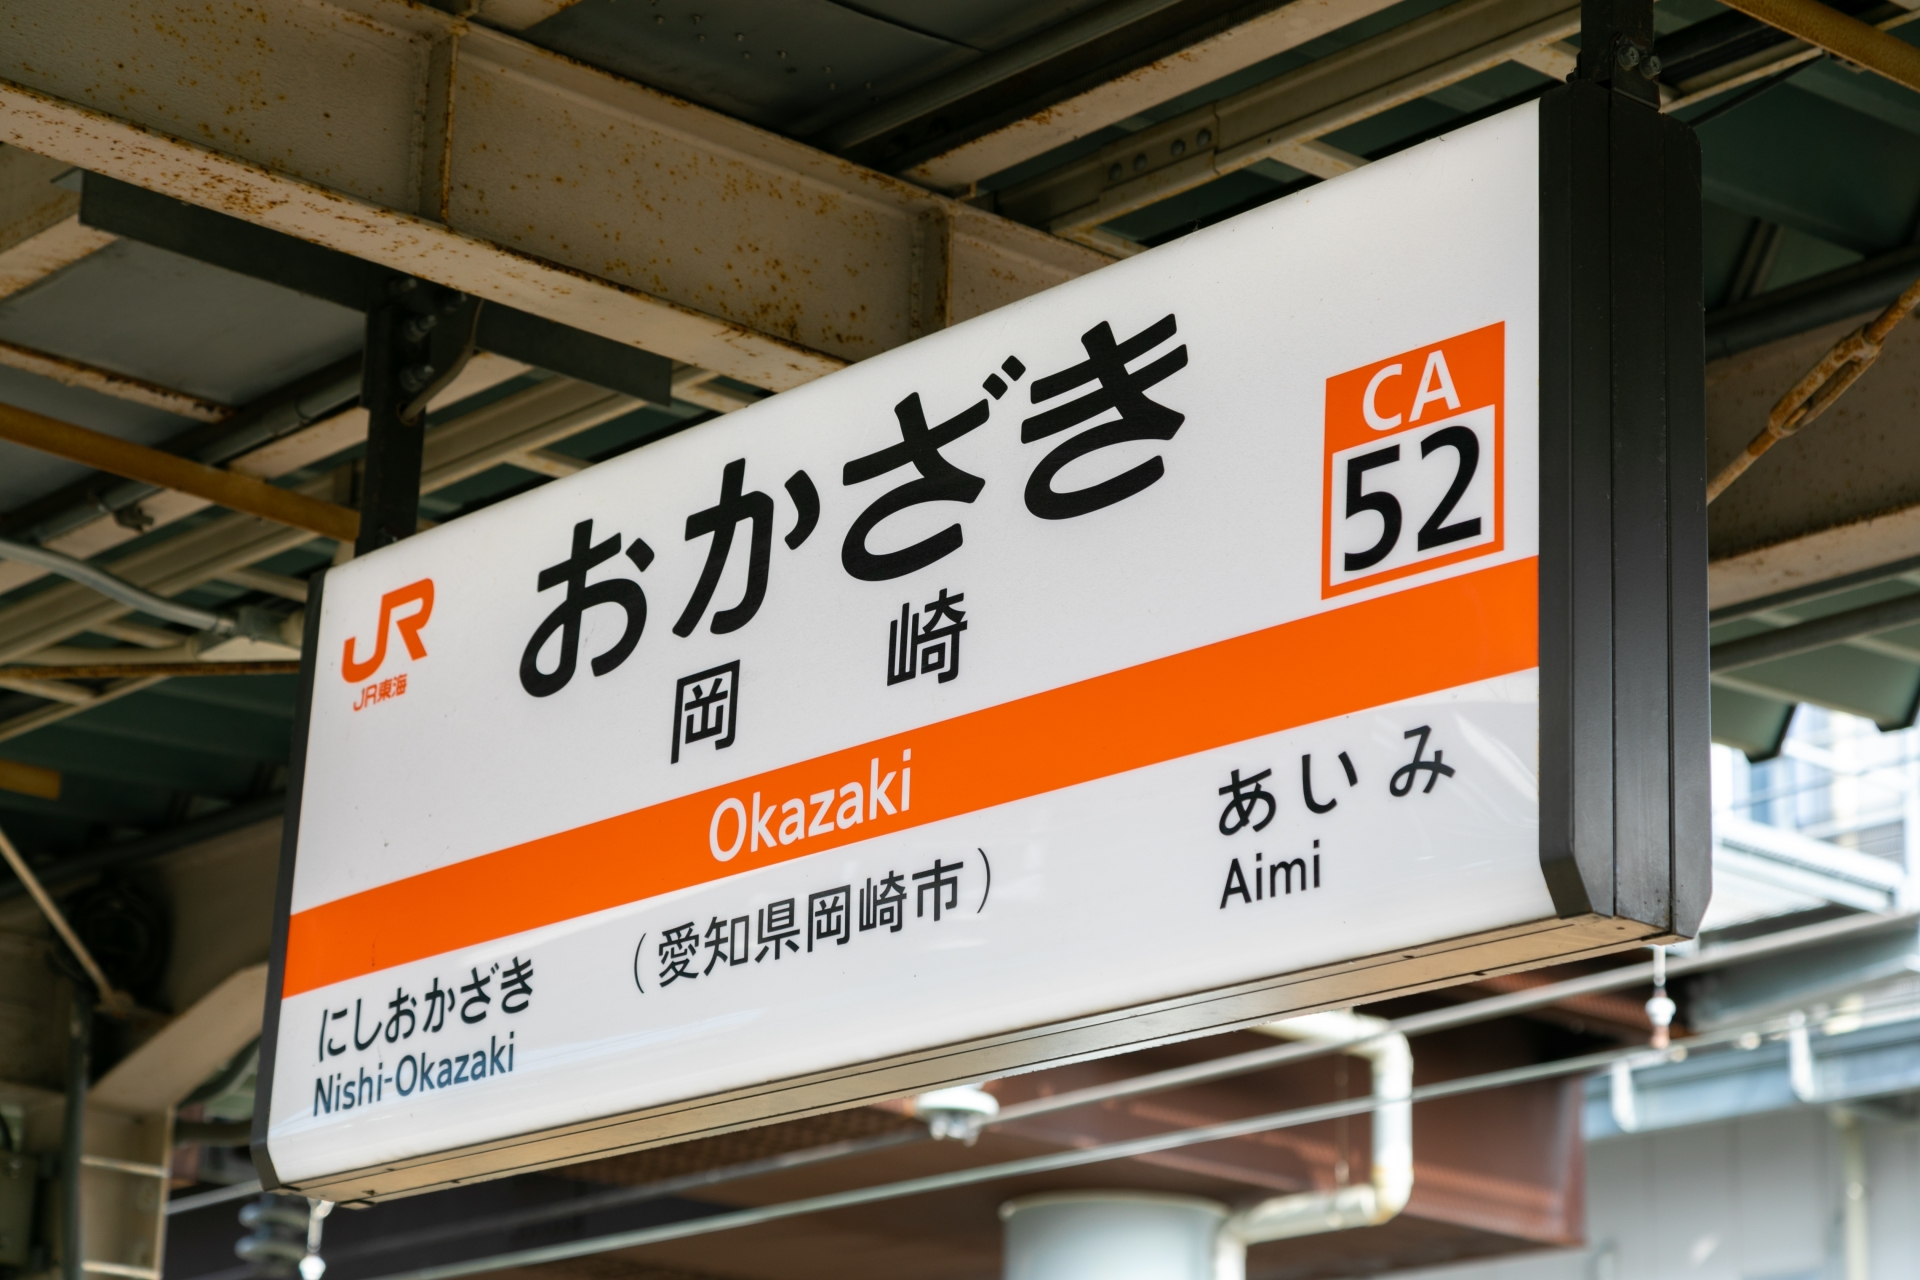 JR
JR東海
おかざき
岡崎
CA
52
Okazaki
にしおかざき
Nishi-Okazaki
(愛知県岡崎市)
あいみ
Aimi